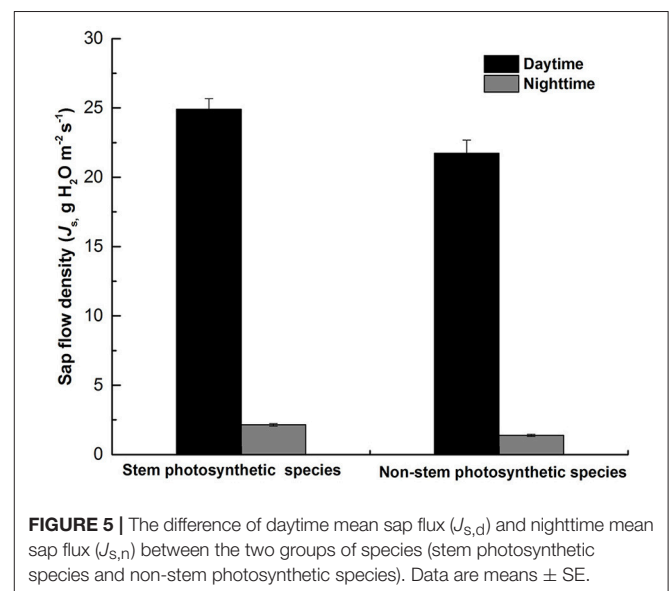 30
25
20
15
10
5
0
Sap flow density (Js, g H2O m-2 s-1)
Daytime
Nighttime
Stem photosynthetic species
Non-stem photosynthetic species
FIGURE 5 | The difference of daytime mean sap flux (Js,d) and nighttime mean
sap flux (Js,n) between the two groups of species (stem photosynthetic
species and non-stem photosynthetic species). Data are means ± SE.